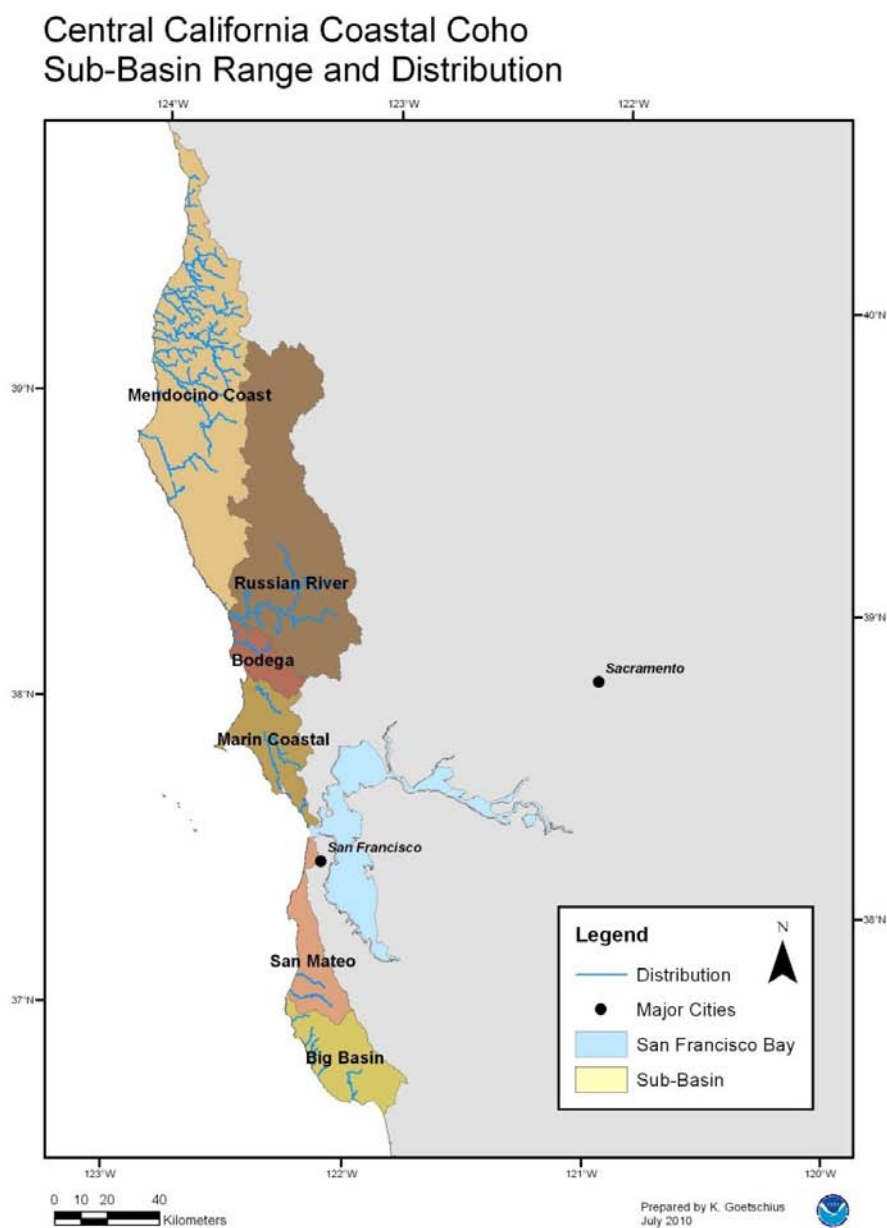 Central California Coastal Coho
Sub-Basin Range and Distribution
124°W
123°W
122°W
40°N
39°N
Mendocino Coast
Russian River
39°N
Bodega
Sacramento
38°N
Marin Coastal
San Francisco
38°N
Legend
N
San Mateo
Distribution
37°N
Major Cities
San Francisco Bay
Big Basin
Sub-Basin
123°W
122°W
121°W
120°W
0 10 20 40
Kilometers
Prepared by K. Goetschius
July 2010